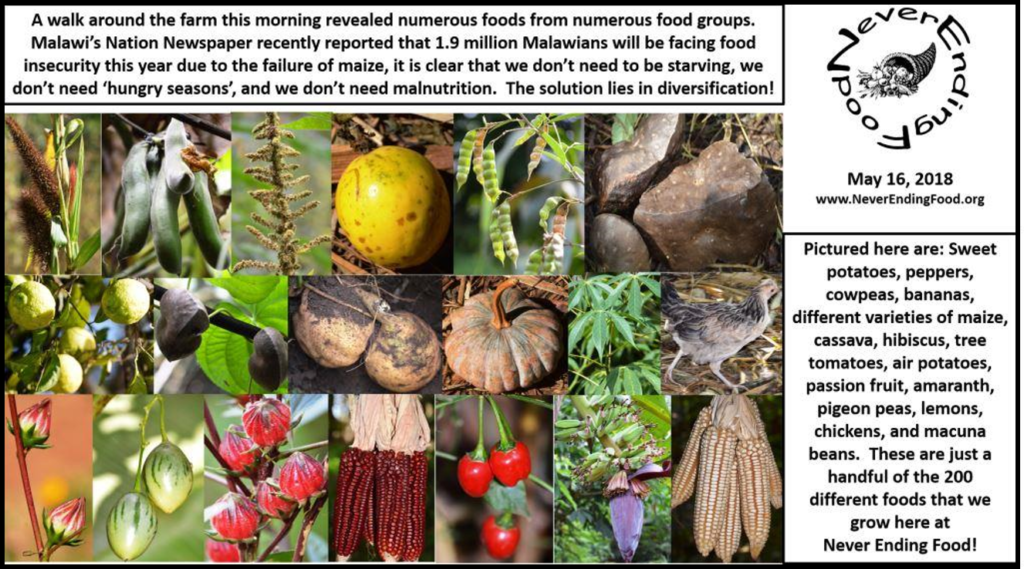 A walk around the farm this morning revealed numerous foods from numerous food groups.
Malawi's Nation Newspaper recently reported that 1.9 million Malawians will be facing food
insecurity this year due to the failure of maize, it is clear that we don't need to be starving, we
don't need 'hungry seasons', and we don't need malnutrition.  The solution lies in diversification!
Never Ending Food
May 16, 2018
www.NeverEndingFood.org
Pictured here are: Sweet
potatoes, peppers,
cowpeas, bananas,
different varieties of maize,
cassava, hibiscus, tree
tomatoes, air potatoes,
passion fruit, amaranth,
pigeon peas, lemons,
chickens, and macuna
beans.  These are just a
handful of the 200
different foods that we
grow here at
Never Ending Food!